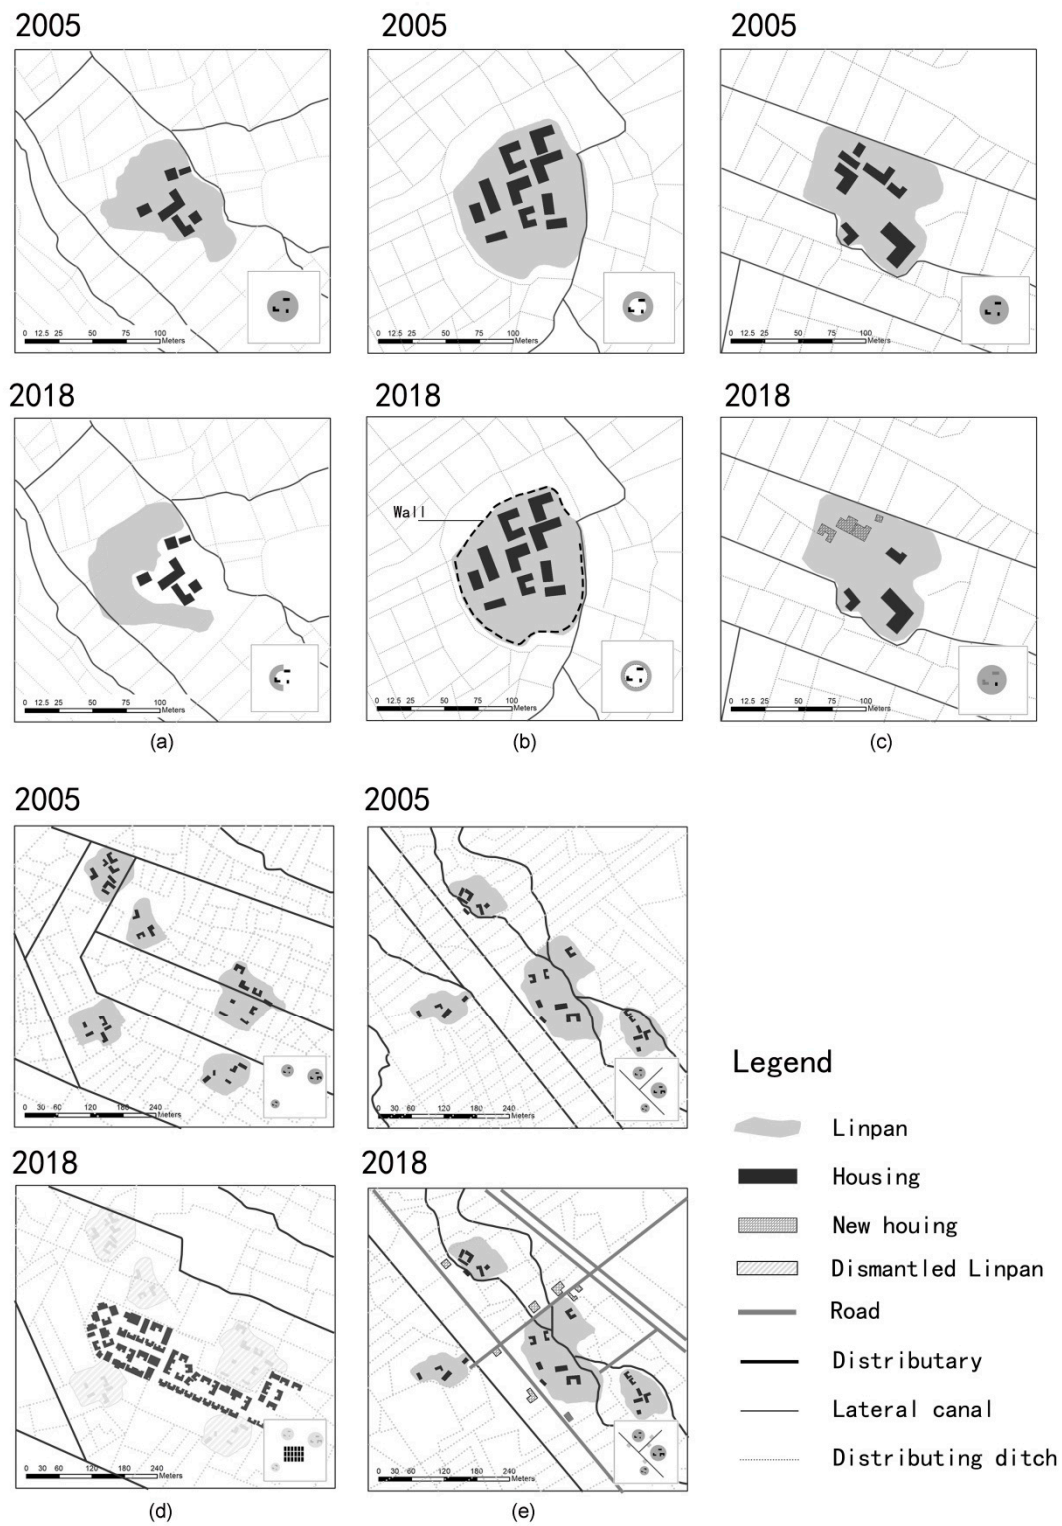 2005
2005
2005
0 12.5 25 50 75 100
Meters
0 12.5 25 50 75 100
Meters
0 12.5 25 50 75 100
Meters
2018
2018
2018
Wall
0 12.5 25 50 75 100
Meters
0 12.5 25 50 75 100
Meters
0 12.5 25 50 75 100
Meters
(a)
(b)
(c)
2005
2005
0 30 60 120 180 240
Meters
0 30 60 120 180 240
Meters
Legend
Linpan
Housing
New houing
Dismantled Linpan
Road
Distributary
Lateral canal
Distributing ditch
2018
2018
0 30 60 120 180 240
Meters
0 30 60 120 180 240
Meters
(d)
(e)